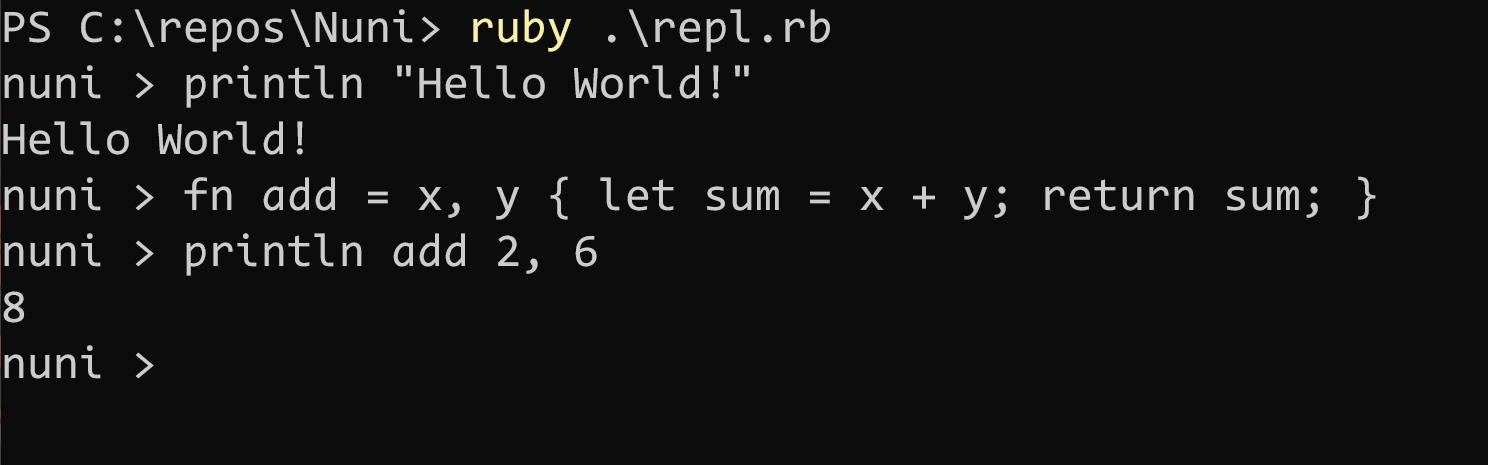 PS C:\repos\Nuni> ruby .\repl.rb
nuni > println "Hello World!"
Hello World!
nuni > fn add = x, y { let sum = x + y; return sum; }
nuni > println add 2, 6
8
nuni >